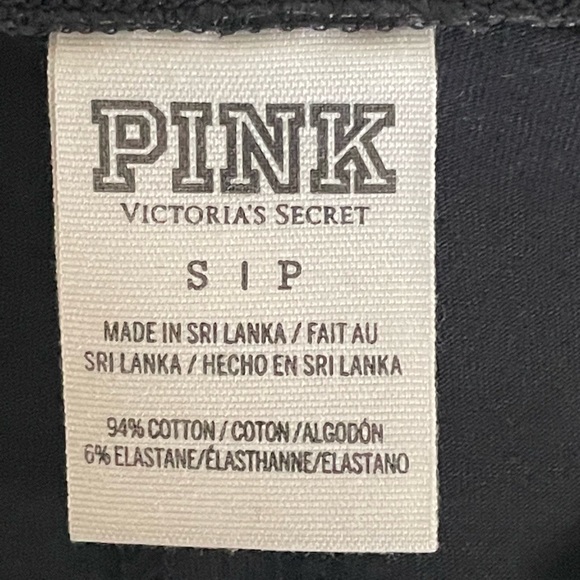 PINK
VICTORIA'S SECRET
S | P
MADE IN SRI LANKA / FAIT AU
SRI LANKA / HECHO EN SRI LANKA
94% COTTON / COTON / ALGODÓN
6% ELASTANE/ÉLASTHANNE/ELASTANO